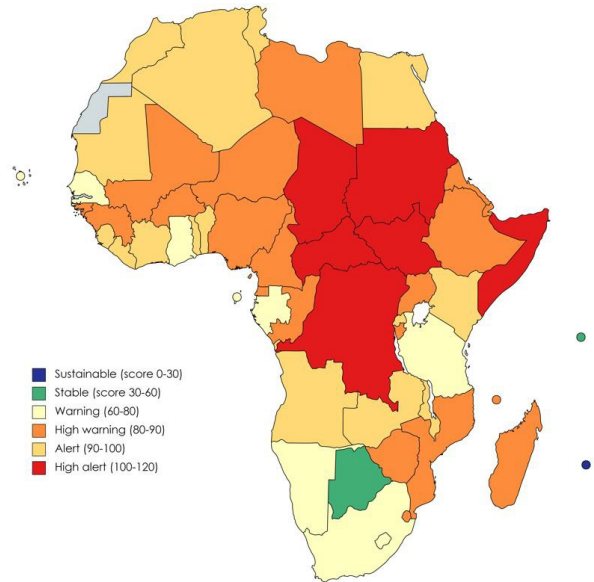 Sustainable (score 0-30)
Stable (score 30-60)
Warning (60-80)
High warning (80-90)
Alert (90-100)
High alert (100-120)